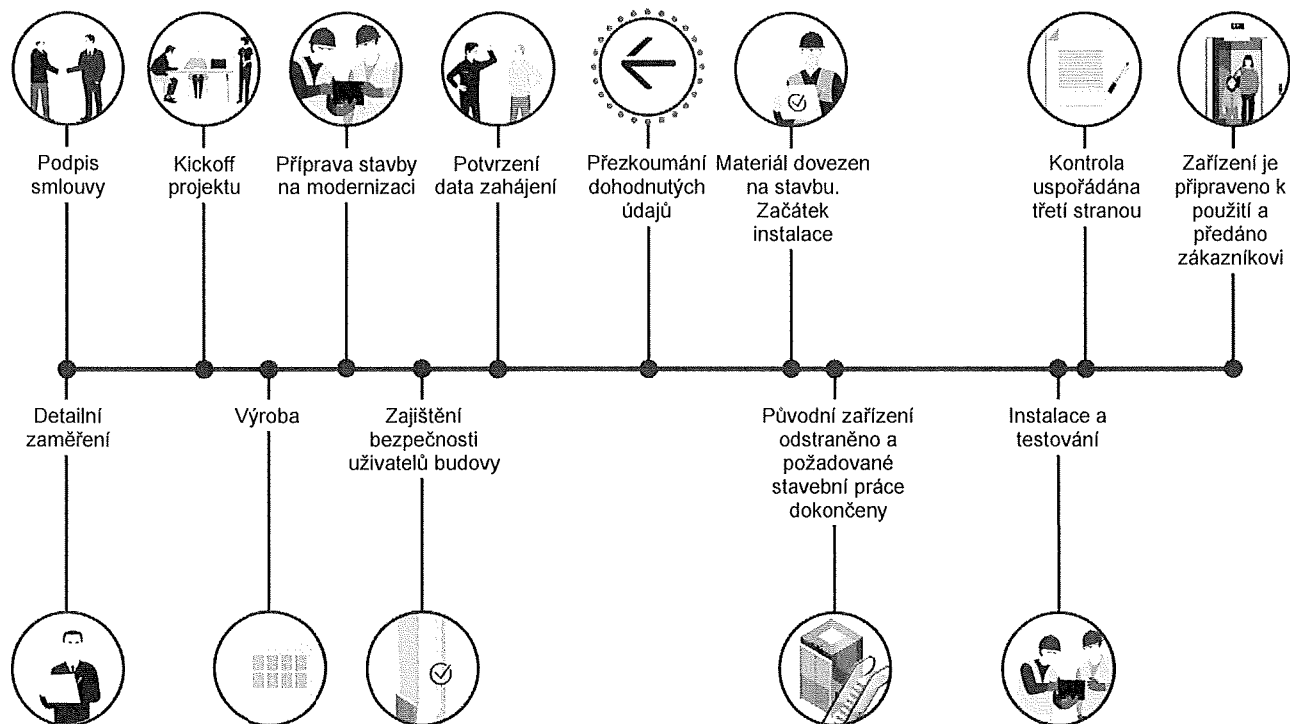 Podpis
smlouvy
Kickoff
projektu
Příprava stavby
na modernizaci
Potvrzení
data zahájení
Přezkoumání
dohodnutých
údajů
Materiál dovezen
na stavbu.
Začátek
instalace
Kontrola
uspořádána
třetí stranou
Zařízení je
připraveno k
použití a
předáno
zákazníkovi
Detailní
zaměření
Výroba
Zajištění
bezpečnosti
uživatelů budovy
Původní zařízení
odstraněno a
požadované
stavební práce
dokončeny
Instalace a
testování